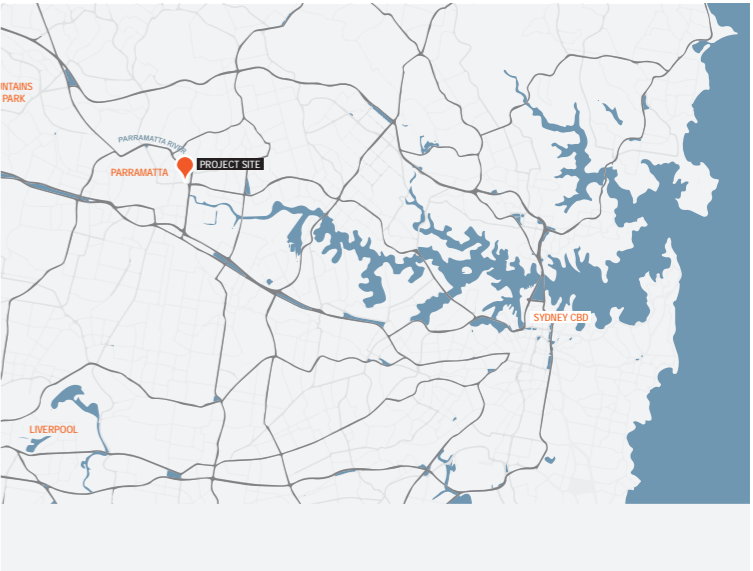 NTAINS
PARK
PARRAMATTA RIVER
PROJECT SITE
PARRAMATTA
SYDNEY CBD
LIVERPOOL